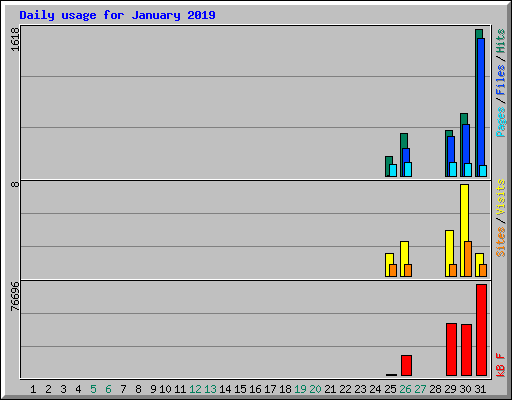 Daily usage for January 2019
1618
Pages / Files / Hits
8
Sites / Visits
76696
kB F
1 2 3 4 5 6 7 8 9 10 11 12 13 14 15 16 17 18 19 20 21 22 23 24 25 26 27 28 29 30 31